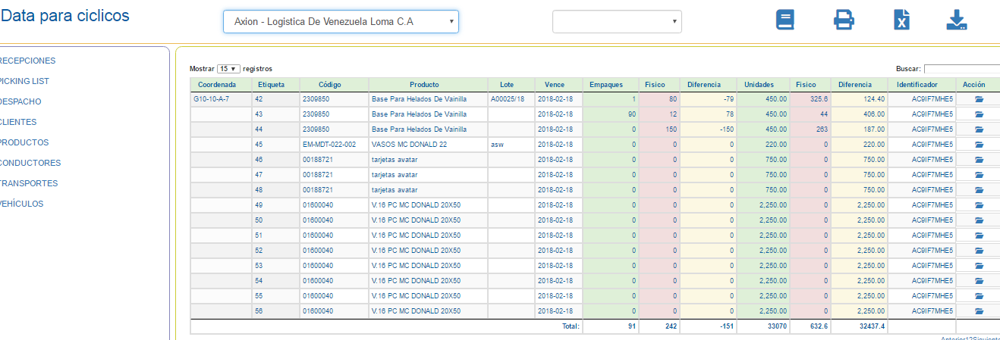 Data para ciclicos
Axion - Logistica De Venezuela Loma C.A
RECEPCIONES
PICKING LIST
DESPACHO
CLIENTES
PRODUCTOS
CONDUCTORES
TRANSPORTES
VEHÍCULOS
Mostrar 15 registros Buscar:
Coordenada Etiqueta Código Producto Lote Vence Empaques Fisico Diferencia Unidades Fisico Diferencia Identificador Acción
G10-10-A-7 42 2309850 Base Para Helados De Vainilla A00025/18 2018-02-18 1 80 -79 450.00 325.6 124.40 AC9IF7MHE5
43 2309850 Base Para Helados De Vainilla 2018-02-18 90 12 78 450.00 44 406.00 AC9IF7MHE5
44 2309850 Base Para Helados De Vainilla 2018-02-18 0 150 -150 450.00 263 187.00 AC9IF7MHE5
45 EM-MDT-022-002 VASOS MC DONALD 22 asw 2018-02-18 0 0 0 220.00 0 220.00 AC9IF7MHE5
46 00188721 tarjetas avatar 2018-02-18 0 0 0 750.00 0 750.00 AC9IF7MHE5
47 00188721 tarjetas avatar 2018-02-18 0 0 0 750.00 0 750.00 AC9IF7MHE5
48 00188721 tarjetas avatar 2018-02-18 0 0 0 750.00 0 750.00 AC9IF7MHE5
49 01600040 V.16 PC MC DONALD 20X50 2018-02-18 0 0 0 2,250.00 0 2,250.00 AC9IF7MHE5
50 01600040 V.16 PC MC DONALD 20X50 2018-02-18 0 0 0 2,250.00 0 2,250.00 AC9IF7MHE5
51 01600040 V.16 PC MC DONALD 20X50 2018-02-18 0 0 0 2,250.00 0 2,250.00 AC9IF7MHE5
52 01600040 V.16 PC MC DONALD 20X50 2018-02-18 0 0 0 2,250.00 0 2,250.00 AC9IF7MHE5
53 01600040 V.16 PC MC DONALD 20X50 2018-02-18 0 0 0 2,250.00 0 2,250.00 AC9IF7MHE5
54 01600040 V.16 PC MC DONALD 20X50 2018-02-18 0 0 0 2,250.00 0 2,250.00 AC9IF7MHE5
55 01600040 V.16 PC MC DONALD 20X50 2018-02-18 0 0 0 2,250.00 0 2,250.00 AC9IF7MHE5
56 01600040 V.16 PC MC DONALD 20X50 2018-02-18 0 0 0 2,250.00 0 2,250.00 AC9IF7MHE5
Total: 91 242 -151 33070 632.6 32437.4
Anterior12Siguiente